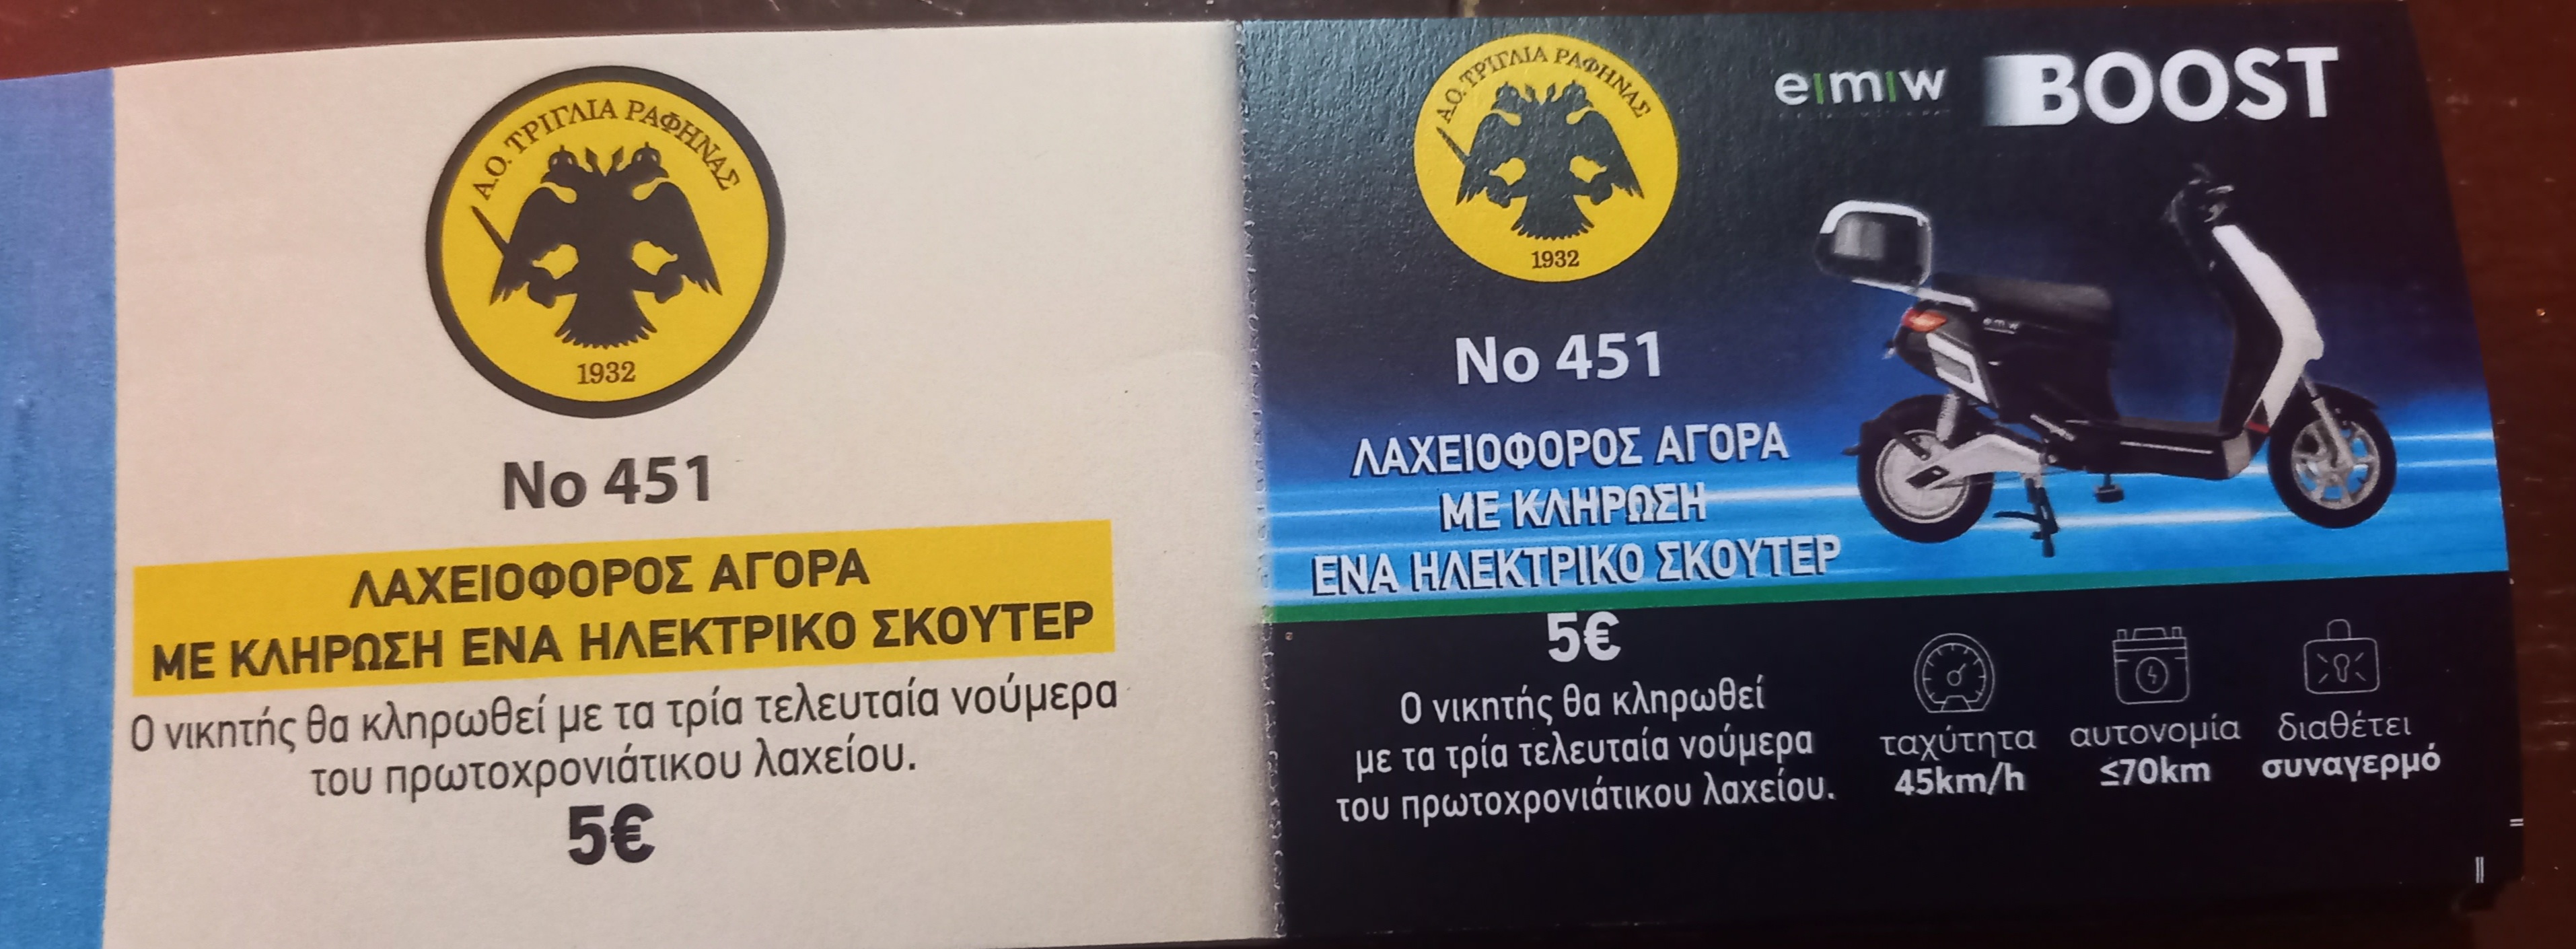 Α.Ο. ΤΡΙΓΛΙΑ ΡΑΦΗΝΑΣ
1932
No 451
ΛΑΧΕΙΟΦΟΡΟΣ ΑΓΟΡΑ
ΜΕ ΚΛΗΡΩΣΗ ΕΝΑ ΗΛΕΚΤΡΙΚΟ ΣΚΟΥΤΕΡ
Ο νικητής θα κληρωθεί με τα τρία τελευταία νούμερα
του πρωτοχρονιάτικου λαχείου.
5€
Α.Ο. ΤΡΙΓΛΙΑ ΡΑΦΗΝΑΣ
1932
e|m|w BOOST
No 451
ΛΑΧΕΙΟΦΟΡΟΣ ΑΓΟΡΑ
ΜΕ ΚΛΗΡΩΣΗ
ΕΝΑ ΗΛΕΚΤΡΙΚΟ ΣΚΟΥΤΕΡ
5€
Ο νικητής θα κληρωθεί
με τα τρία τελευταία νούμερα
του πρωτοχρονιάτικου λαχείου.
ταχύτητα
45km/h
αυτονομία
≤70km
διαθέτει
συναγερμό